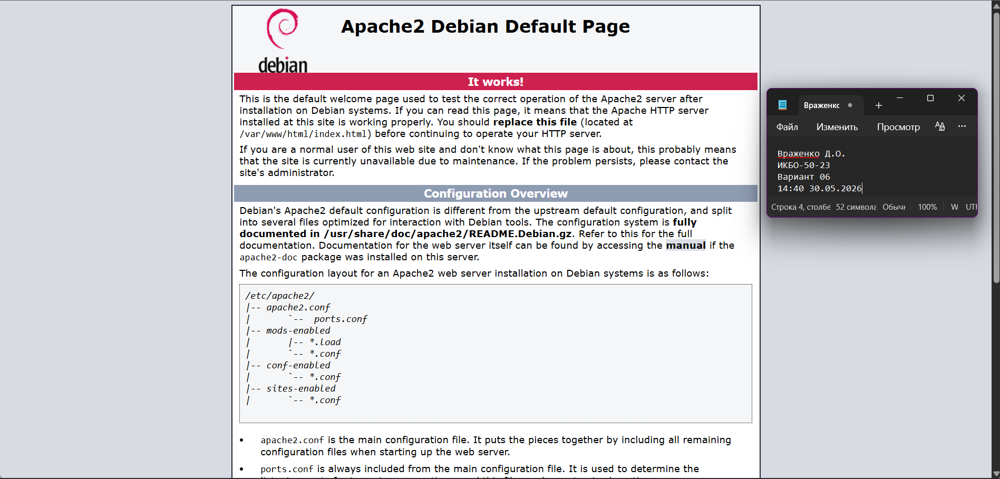 debian
Apache2 Debian Default Page
It works!
This is the default welcome page used to test the correct operation of the Apache2 server after
installation on Debian systems. If you can read this page, it means that the Apache HTTP server
installed at this site is working properly. You should replace this file (located at
/var/www/html/index.html) before continuing to operate your HTTP server.
If you are a normal user of this web site and don't know what this page is about, this probably means
that the site is currently unavailable due to maintenance. If the problem persists, please contact the
site's administrator.
Configuration Overview
Debian's Apache2 default configuration is different from the upstream default configuration, and split
into several files optimized for interaction with Debian tools. The configuration system is fully
documented in /usr/share/doc/apache2/README.Debian.gz. Refer to this for the full
documentation. Documentation for the web server itself can be found by accessing the manual if the
apache2-doc package was installed on this server.
The configuration layout for an Apache2 web server installation on Debian systems is as follows:
/etc/apache2/
|-- apache2.conf
|       `--  ports.conf
|-- mods-enabled
|       |-- *.load
|       `-- *.conf
|-- conf-enabled
|       `-- *.conf
|-- sites-enabled
|       `-- *.conf
• apache2.conf is the main configuration file. It puts the pieces together by including all remaining
configuration files when starting up the web server.
• ports.conf is always included from the main configuration file. It is used to determine the
Враженко
Файл Изменить Просмотр
Враженко Д.О.
ИКБО-50-23
Вариант 06
14:40 30.05.2026
Строка 4, столбе 52 символа Обычн 100% W UTF